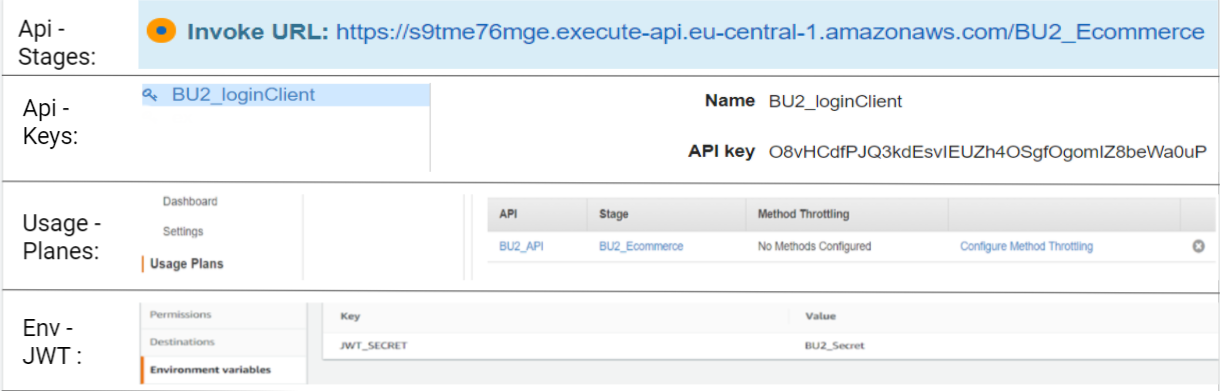 Api -
Stages:
Invoke URL: https://s9tme76mge.execute-api.eu-central-1.amazonaws.com/BU2_Ecommerce
Api -
Keys:
BU2_loginClient
Name BU2_loginClient
API key O8vHCdfPJQ3kdEsvIEUZh4OSgfOgomIZ8beWa0uP
Usage -
Planes:
Dashboard
Settings
Usage Plans
API Stage Method Throttling
BU2_API BU2_Ecommerce No Methods Configured Configure Method Throttling
Env -
JWT :
Permissions
Destinations
Environment variables
Key Value
JWT_SECRET BU2_Secret